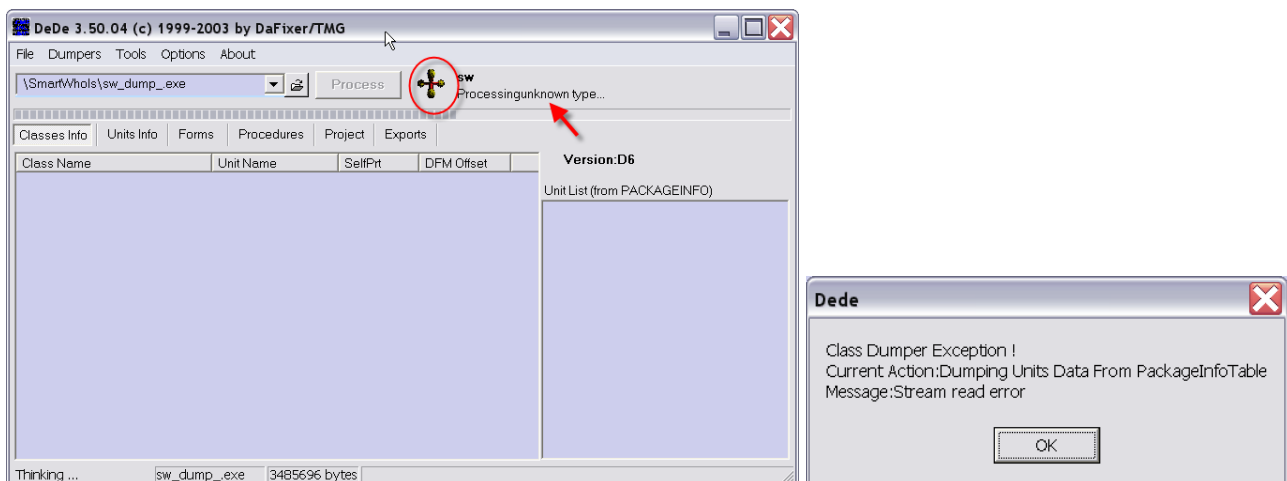 DeDe 3.50.04 (c) 1999-2003 by DaFixer/TMG
File Dumpers Tools Options About
\SmartWhoIs\sw_dump_.exe
Process
sw
Processingunknown type...
Classes Info Units Info Forms Procedures Project Exports
Class Name Unit Name SelfPrt DFM Offset
Version:D6
Unit List (from PACKAGEINFO)
Thinking ... sw_dump_.exe 3485696 bytes
Dede
Class Dumper Exception !
Current Action:Dumping Units Data From PackageInfoTable
Message:Stream read error
OK